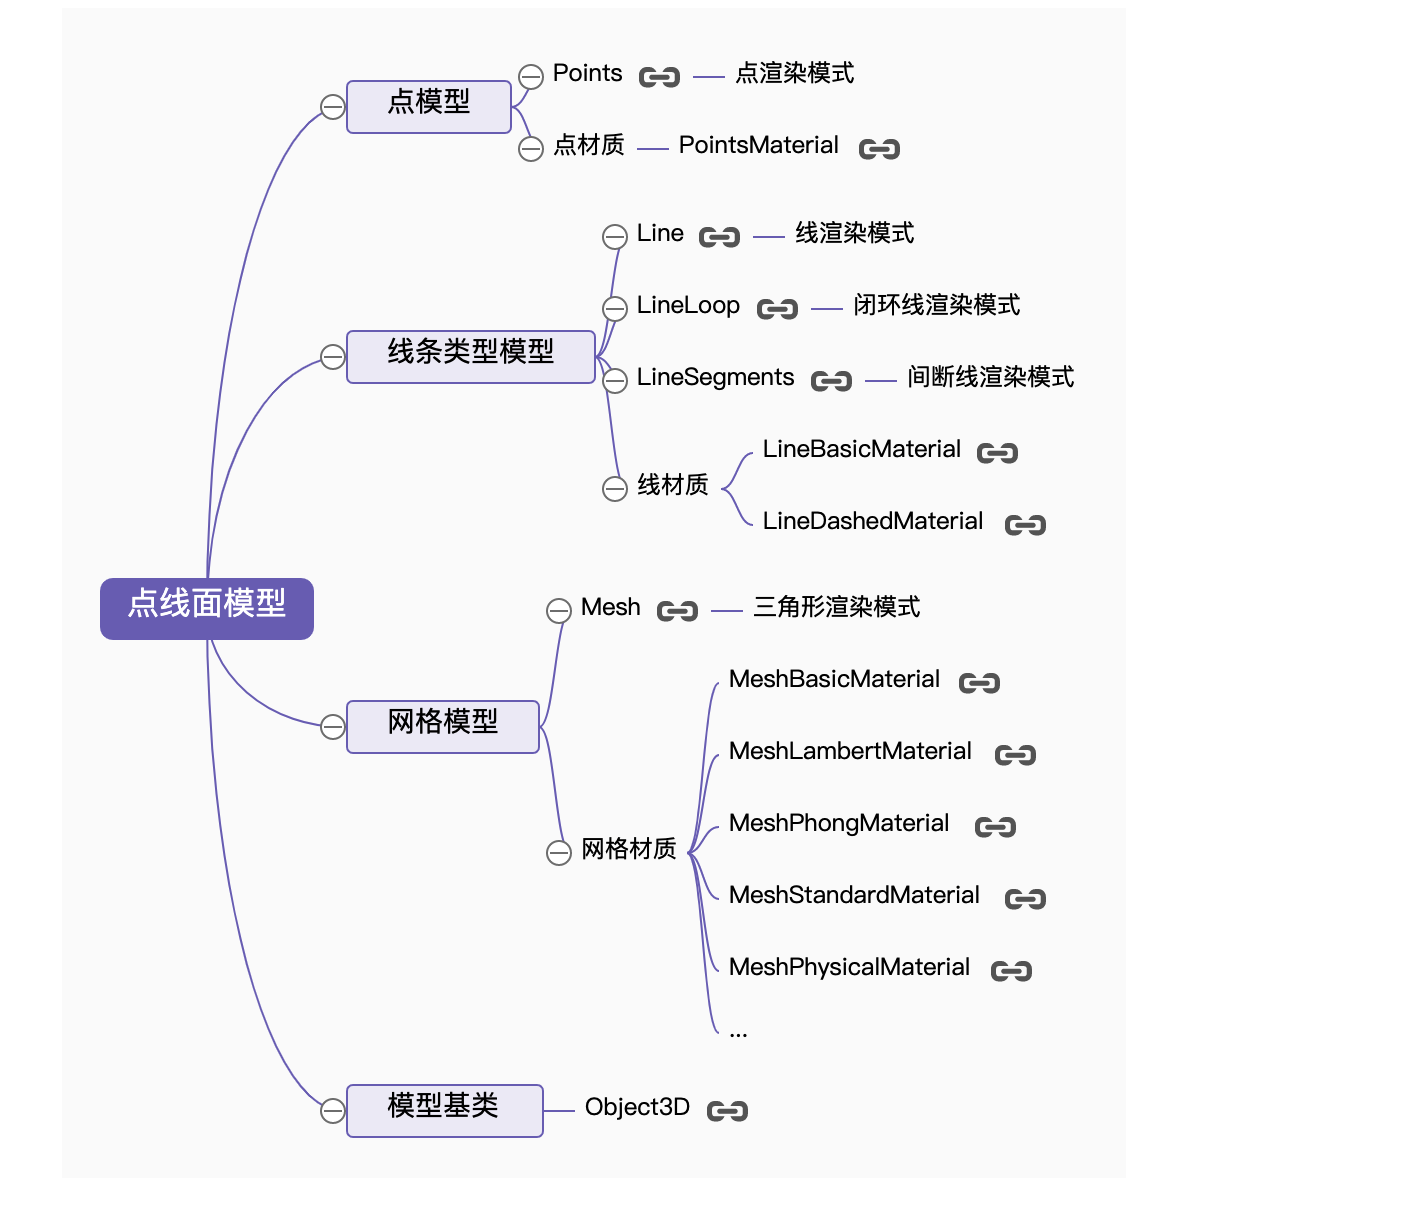 点线面模型
点模型
Points
点渲染模式
点材质
PointsMaterial
线条类型模型
Line
线渲染模式
LineLoop
闭环线渲染模式
LineSegments
间断线渲染模式
线材质
LineBasicMaterial
LineDashedMaterial
网格模型
Mesh
三角形渲染模式
网格材质
MeshBasicMaterial
MeshLambertMaterial
MeshPhongMaterial
MeshStandardMaterial
MeshPhysicalMaterial
...
模型基类
Object3D